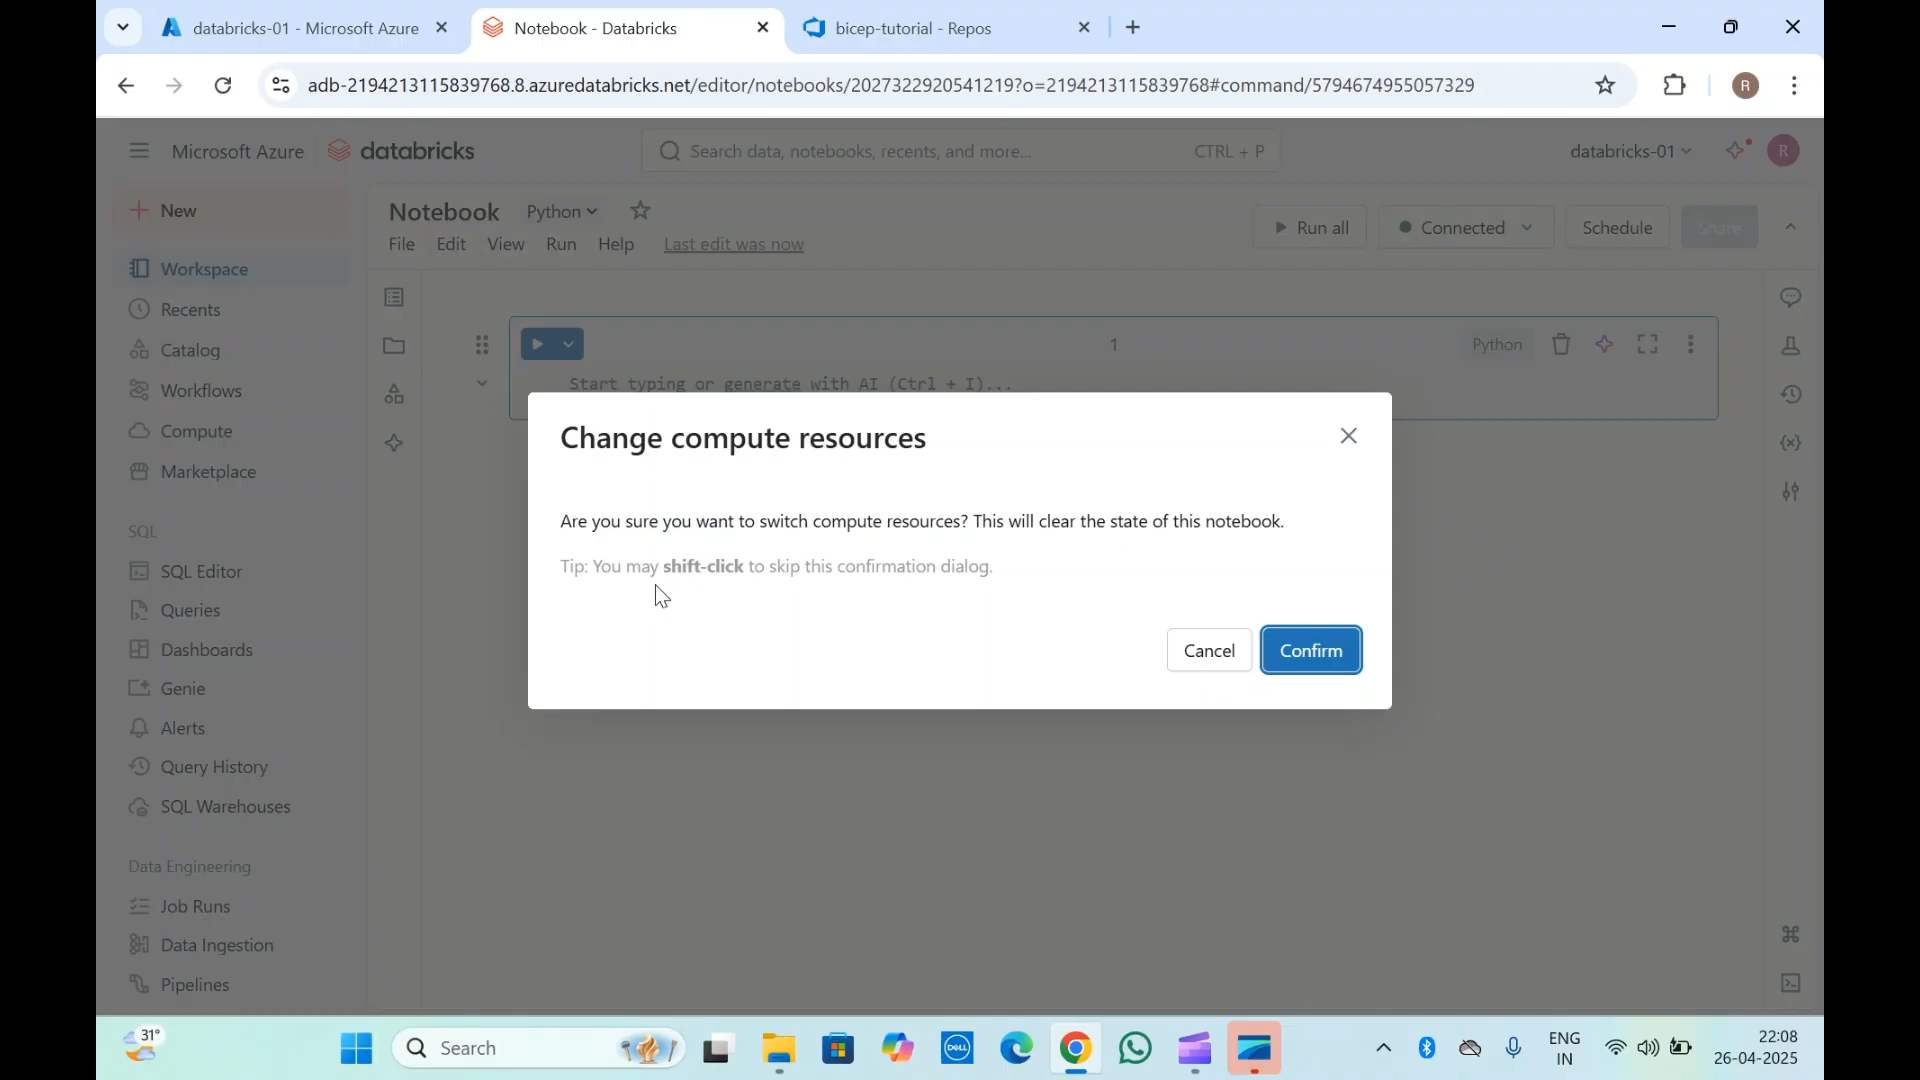 databricks-01 - Microsoft Azure
Notebook - Databricks
bicep-tutorial - Repos
adb-2194213115839768.8.azuredatabricks.net/editor/notebooks/2027322920541219?o=2194213115839768#command/5794674955057329
R
Microsoft Azure
databricks
Search data, notebooks, recents, and more...
CTRL + P
databricks-01
R
New
Workspace
Recents
Catalog
Workflows
Compute
Marketplace
SQL
SQL Editor
Queries
Dashboards
Genie
Alerts
Query History
SQL Warehouses
Data Engineering
Job Runs
Data Ingestion
Pipelines
Notebook
Python
File
Edit
View
Run
Help
Last edit was now
Run all
Connected
Schedule
Share
1
Python
Start typing or generate with AI (Ctrl + I)...
Change compute resources
Are you sure you want to switch compute resources? This will clear the state of this notebook.
Tip: You may shift-click to skip this confirmation dialog.
Cancel
Confirm
31°
Search
DELL
ENG
IN
22:08
26-04-2025